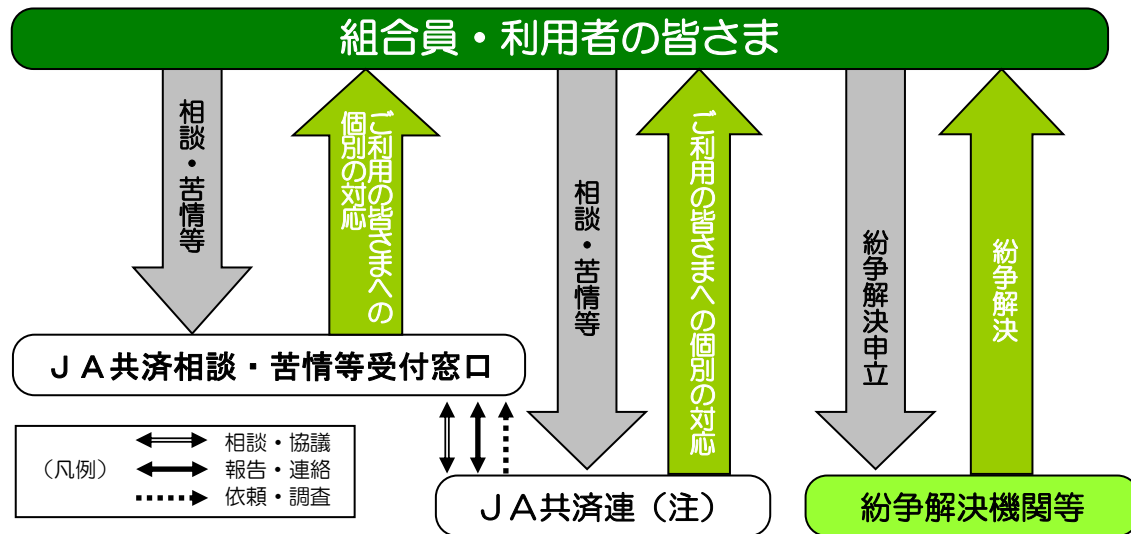 組合員・利用者の皆さま
相談・苦情等
ご利用の皆さまへの
個別の対応
相談・苦情等
ご利用の皆さまへの個別の対応
紛争解決申立
紛争解決
ＪＡ共済相談・苦情等受付窓口
（凡例）
相談・協議
報告・連絡
依頼・調査
ＪＡ共済連（注）
紛争解決機関等